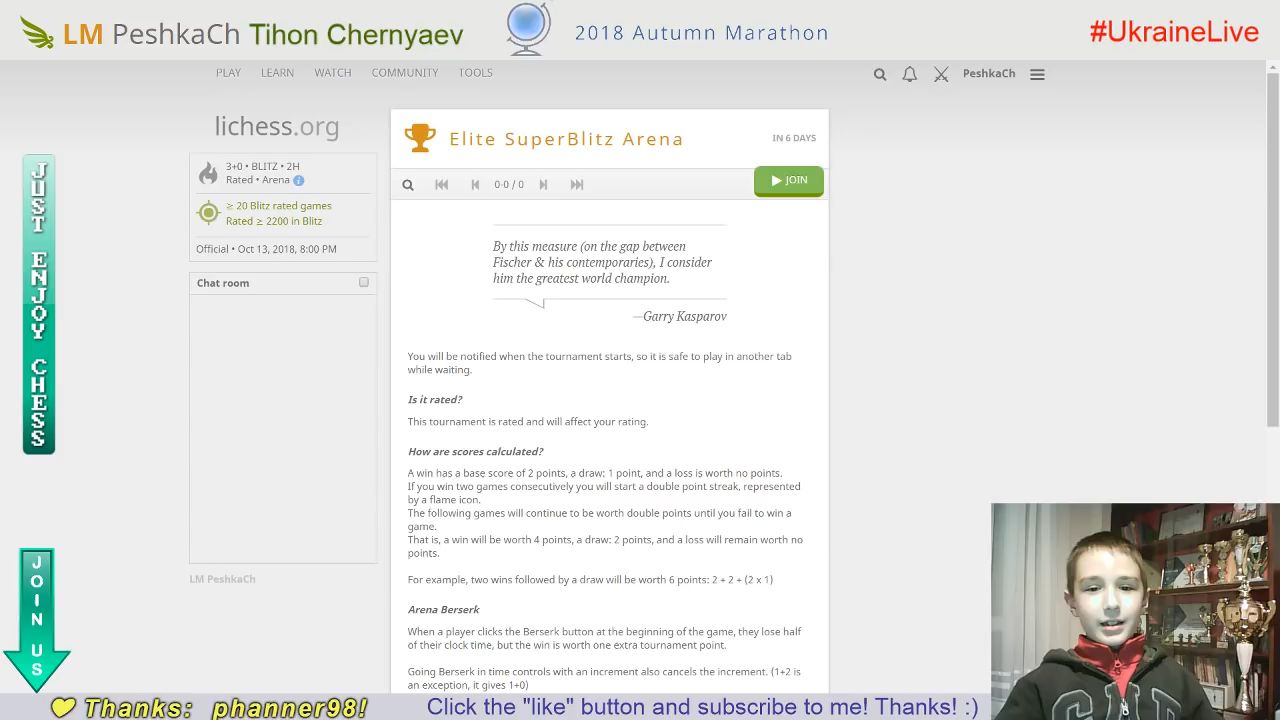 LM PeshkaCh Tihon Chernyaev
2018 Autumn Marathon
#UkraineLive
PLAY LEARN WATCH COMMUNITY TOOLS
PeshkaCh
lichess.org
3+0 • BLITZ • 2H
Rated • Arena
≥ 20 Blitz rated games
Rated ≥ 2200 in Blitz
Official • Oct 13, 2018, 8:00 PM
Chat room
LM PeshkaCh
Elite SuperBlitz Arena
IN 6 DAYS
0-0 / 0
JOIN
By this measure (on the gap between
Fischer & his contemporaries), I consider
him the greatest world champion.
—Garry Kasparov
You will be notified when the tournament starts, so it is safe to play in another tab
while waiting.
Is it rated?
This tournament is rated and will affect your rating.
How are scores calculated?
A win has a base score of 2 points, a draw: 1 point, and a loss is worth no points.
If you win two games consecutively you will start a double point streak, represented
by a flame icon.
The following games will continue to be worth double points until you fail to win a
game.
That is, a win will be worth 4 points, a draw: 2 points, and a loss will remain worth no
points.
For example, two wins followed by a draw will be worth 6 points: 2 + 2 + (2 x 1)
Arena Berserk
When a player clicks the Berserk button at the beginning of the game, they lose half
of their clock time, but the win is worth one extra tournament point.
Going Berserk in time controls with an increment also cancels the increment. (1+2 is
an exception, it gives 1+0)
JUST ENJOY CHESS
JOIN US
Thanks: phanner98!
Click the "like" button and subscribe to me! Thanks! :)